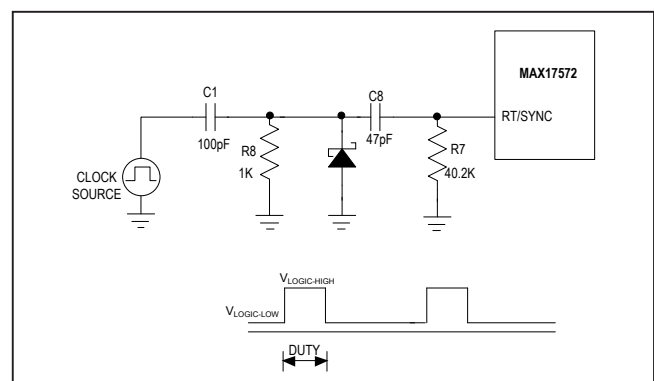 MAX17572
C1
C8
RT/SYNC
100pF
47pF
R8
1K
R7
40.2K
CLOCK
SOURCE
VLOGIC-HIGH
VLOGIC-LOW
DUTY